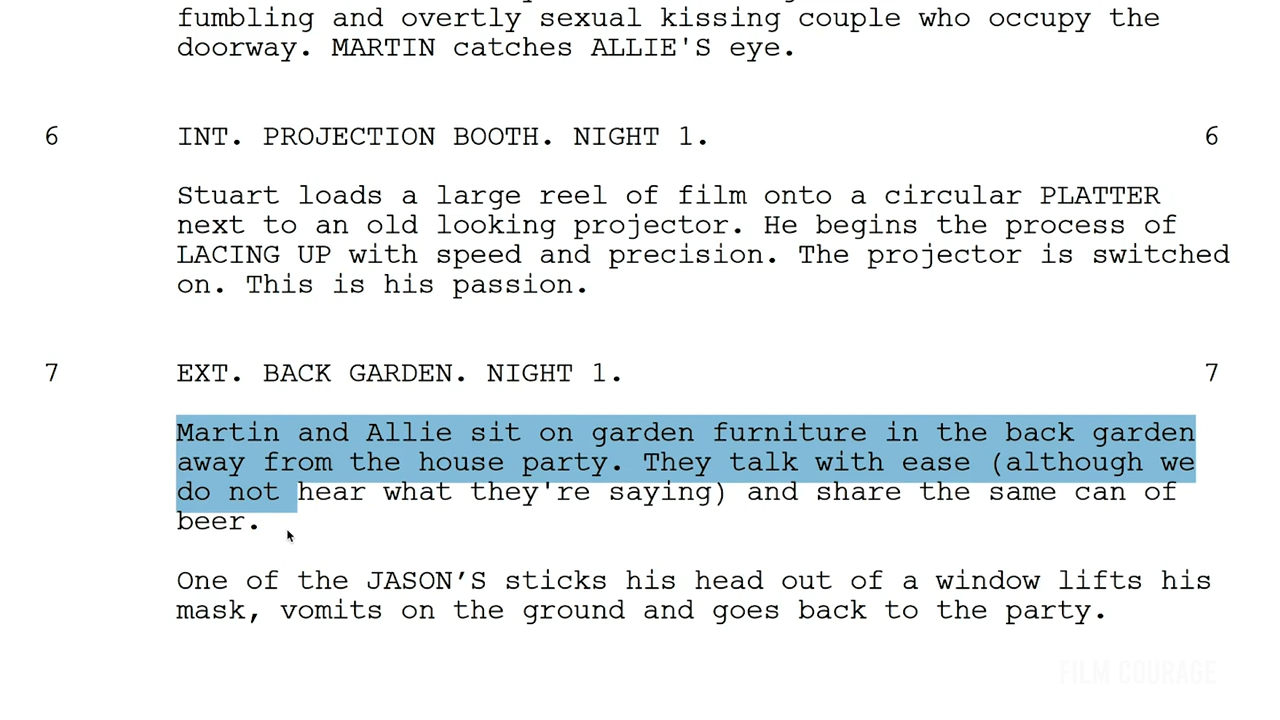 fumbling and overtly sexual kissing couple who occupy the
doorway. MARTIN catches ALLIE'S eye.
6 INT. PROJECTION BOOTH. NIGHT 1. 6
Stuart loads a large reel of film onto a circular PLATTER
next to an old looking projector. He begins the process of
LACING UP with speed and precision. The projector is switched
on. This is his passion.
7 EXT. BACK GARDEN. NIGHT 1. 7
Martin and Allie sit on garden furniture in the back garden
away from the house party. They talk with ease (although we
do not hear what they're saying) and share the same can of
beer.
One of the JASON’S sticks his head out of a window lifts his
mask, vomits on the ground and goes back to the party.
FILM COURAGE